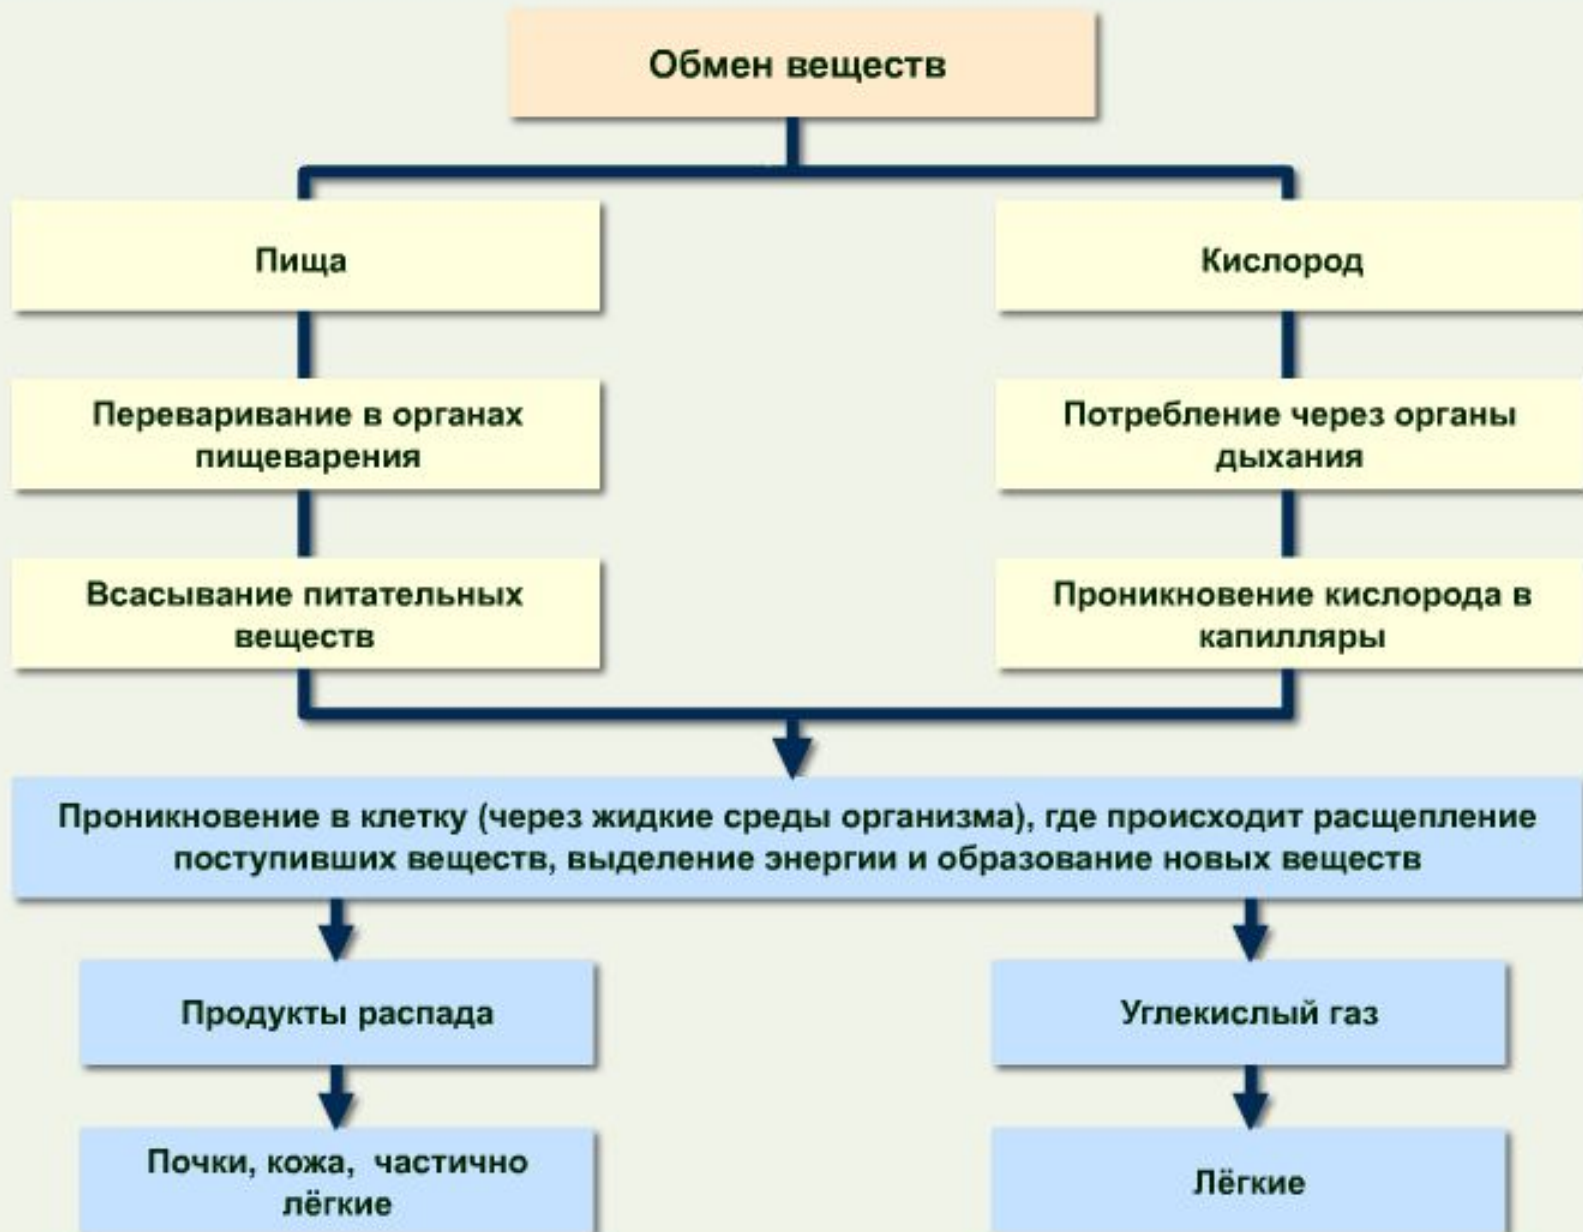 Обмен веществ
Пища
Кислород
Переваривание в органах
пищеварения
Потребление через органы
дыхания
Всасывание питательных
веществ
Проникновение кислорода в
капилляры
Проникновение в клетку (через жидкие среды организма), где происходит расщепление
поступивших веществ, выделение энергии и образование новых веществ
Продукты распада
Углекислый газ
Почки, кожа, частично
лёгкие
Лёгкие